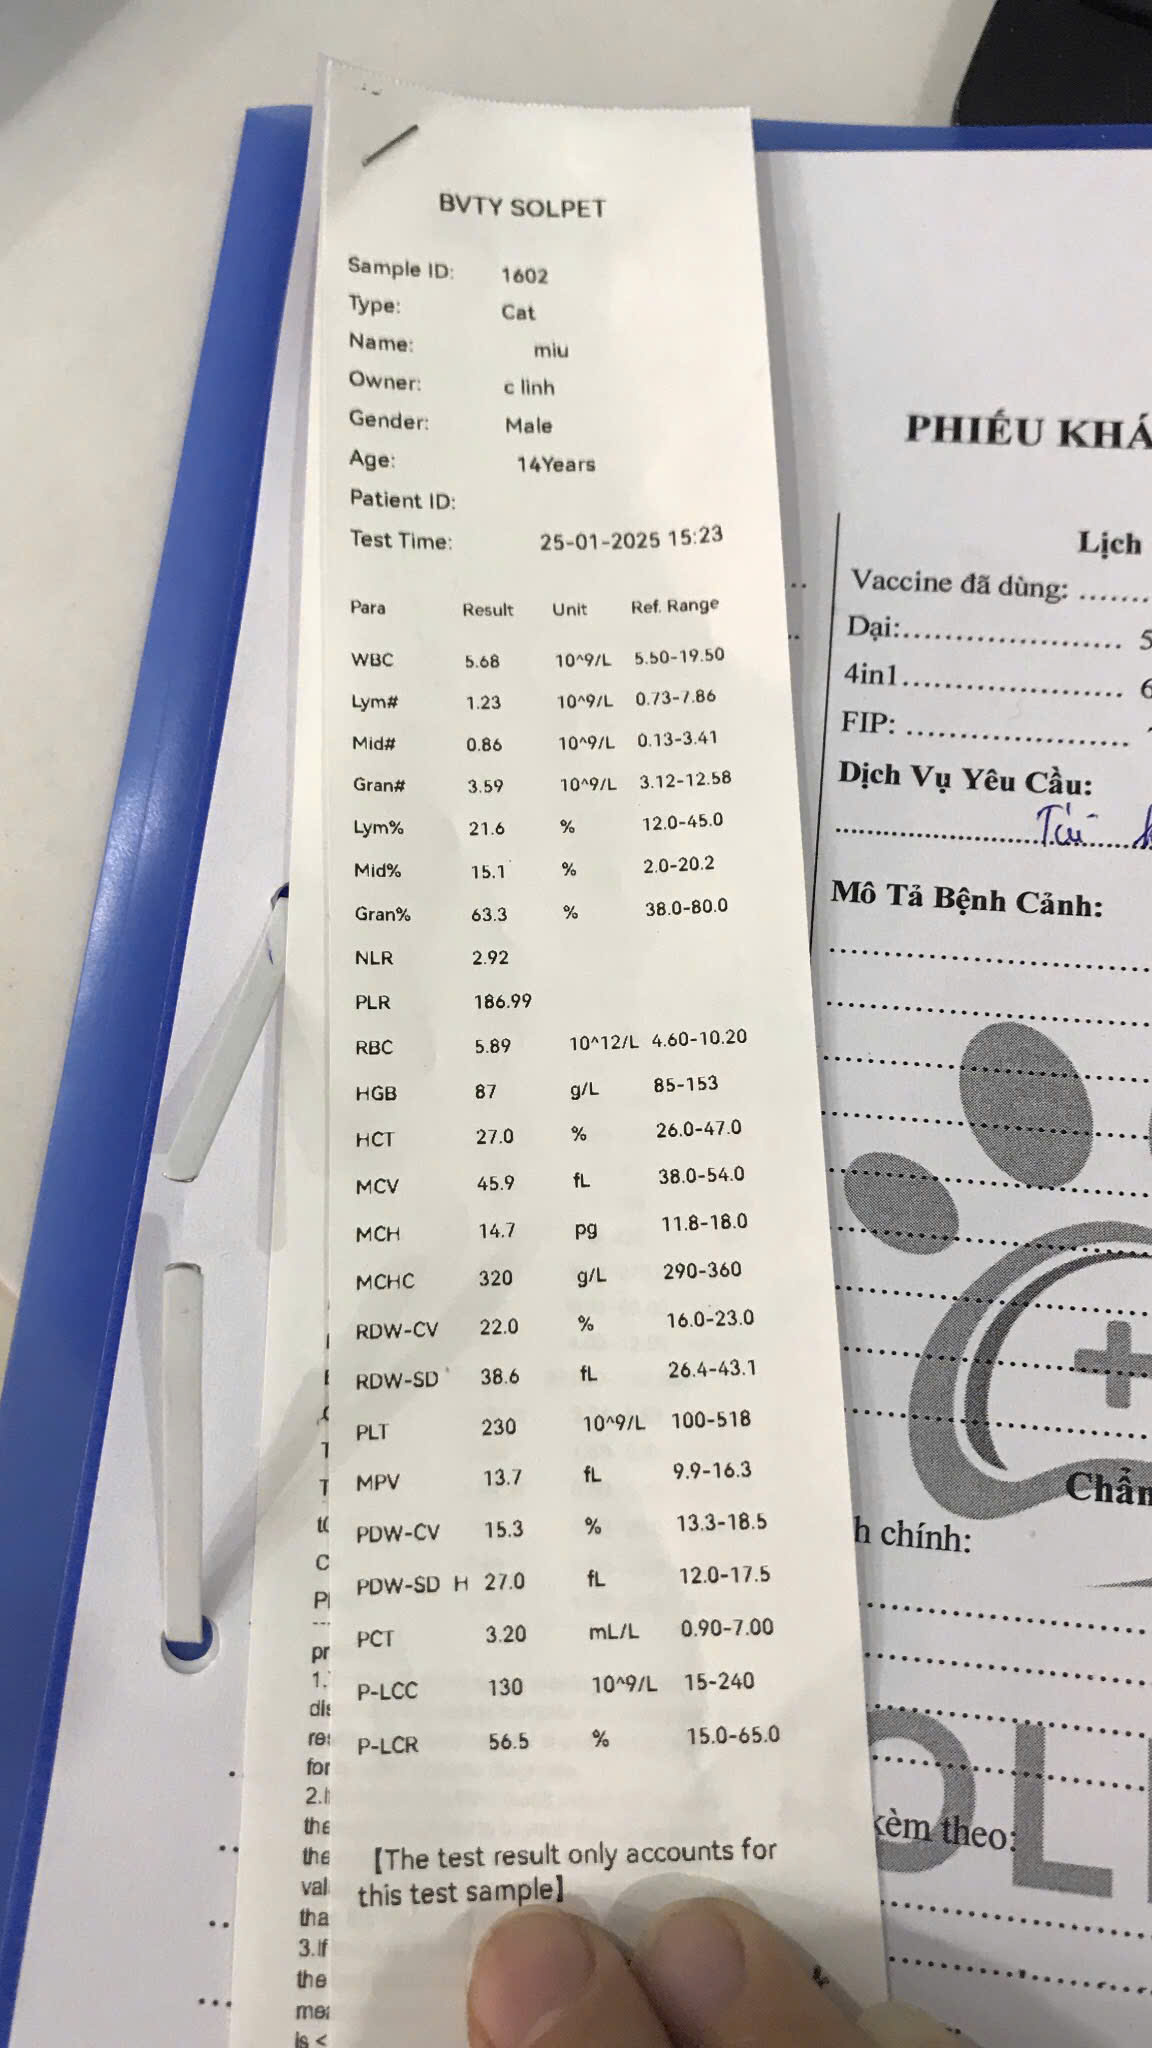 BVTY SOLPET
Sample ID: 1602
Type: Cat
Name: miu
Owner: c linh
Gender: Male
Age: 14Years
Patient ID:
Test Time: 25-01-2025 15:23
Para Result Unit Ref. Range
WBC 5.68 10^9/L 5.50-19.50
Lym# 1.23 10^9/L 0.73-7.86
Mid# 0.86 10^9/L 0.13-3.41
Gran# 3.59 10^9/L 3.12-12.58
Lym% 21.6 % 12.0-45.0
Mid% 15.1 % 2.0-20.2
Gran% 63.3 % 38.0-80.0
NLR 2.92
PLR 186.99
RBC 5.89 10^12/L 4.60-10.20
HGB 87 g/L 85-153
HCT 27.0 % 26.0-47.0
MCV 45.9 fL 38.0-54.0
MCH 14.7 pg 11.8-18.0
MCHC 320 g/L 290-360
RDW-CV 22.0 % 16.0-23.0
RDW-SD 38.6 fL 26.4-43.1
PLT 230 10^9/L 100-518
MPV 13.7 fL 9.9-16.3
PDW-CV 15.3 % 13.3-18.5
PDW-SD H 27.0 fL 12.0-17.5
PCT 3.20 mL/L 0.90-7.00
P-LCC 130 10^9/L 15-240
P-LCR 56.5 % 15.0-65.0
【The test result only accounts for
this test sample】
PHIẾU KHÁ
Lịch
Vaccine đã dùng: ........
Dại:...................... 5
4in1...................... 6
FIP: ......................
Dịch Vụ Yêu Cầu:
Mô Tả Bệnh Cảnh:
Chẩn
h chính:
kèm theo:
OLI
1.
2.I
the
the
val
tha
3.If
the
is <